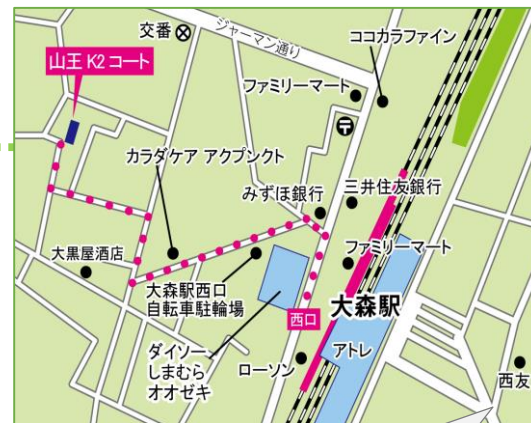 交番
ジャーマン通り
ココカラファイン
山王 K2 コート
ファミリーマート
カラダケア アクプンクト
みずほ銀行
三井住友銀行
大黒屋酒店
ファミリーマート
大森駅西口
自転車駐輪場
大森駅
西口
ダイソー
しまむら
オオゼキ
ローソン
アトレ
西友